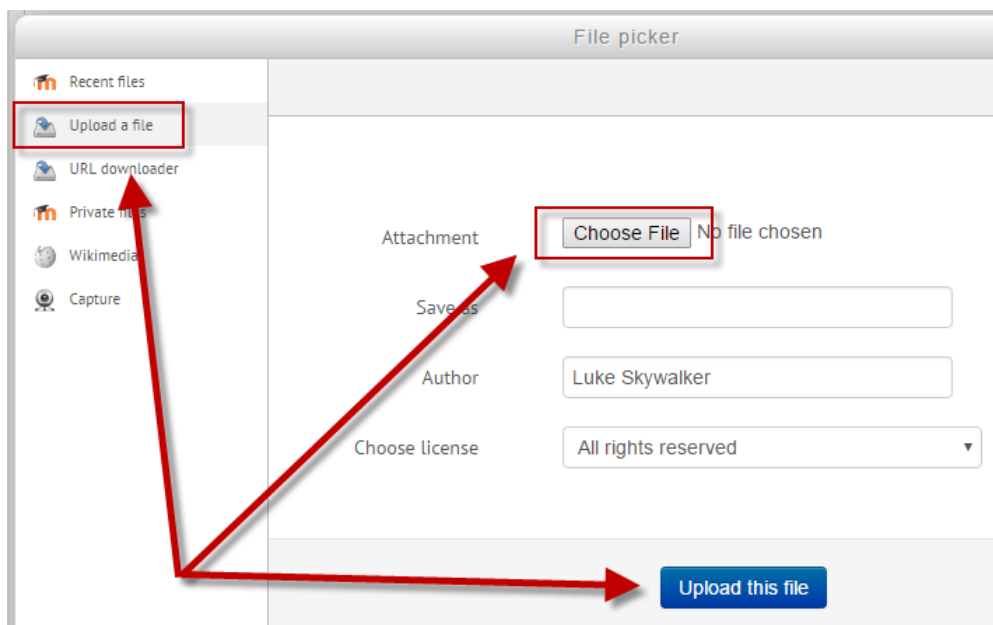 File picker
Recent files
Upload a file
URL downloader
Private files
Wikimedia
Capture
Attachment Choose File No file chosen
Save as
Author Luke Skywalker
Choose license All rights reserved
Upload this file